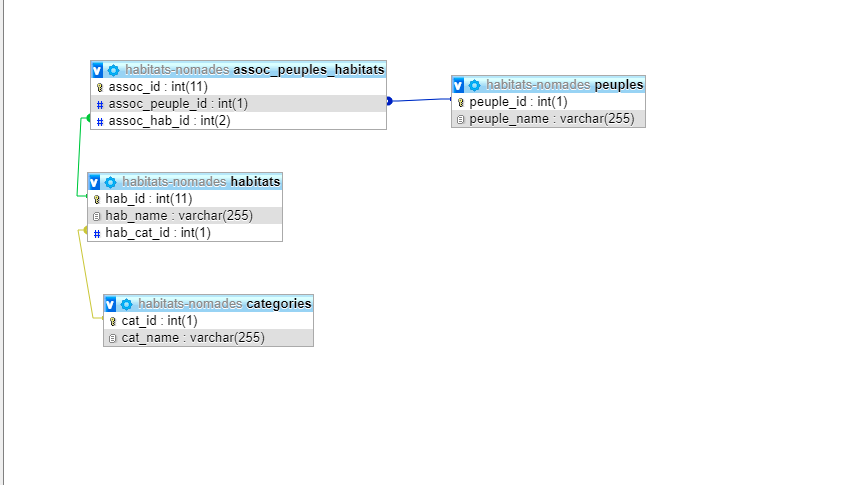 habitats-nomades assoc_peuples_habitats
assoc_id : int(11)
assoc_peuple_id : int(1)
assoc_hab_id : int(2)
habitats-nomades peuples
peuple_id : int(1)
peuple_name : varchar(255)
habitats-nomades habitats
hab_id : int(11)
hab_name : varchar(255)
hab_cat_id : int(1)
habitats-nomades categories
cat_id : int(1)
cat_name : varchar(255)